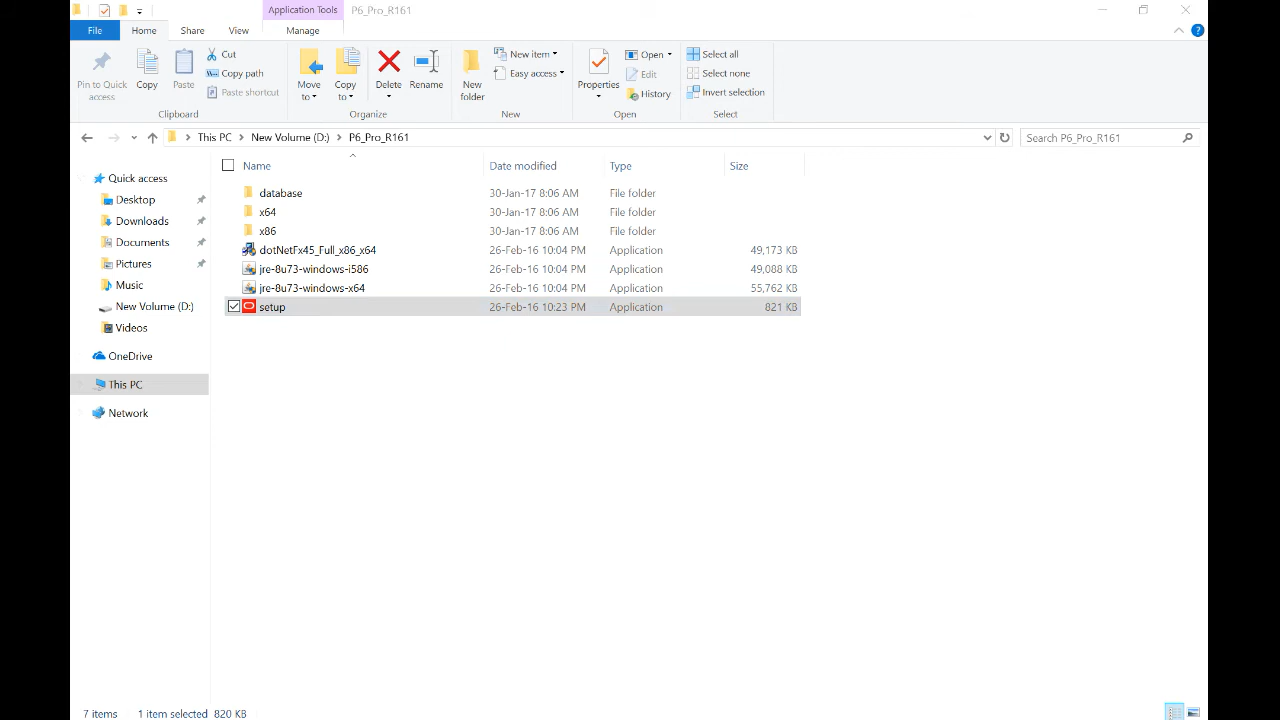 Application Tools P6_Pro_R161
File Home Share View Manage
Pin to Quick access
Copy
Paste
Cut
Copy path
Paste shortcut
Clipboard
Move to
Copy to
Delete
Rename
Organize
New folder
New item
Easy access
New
Properties
Open
Edit
History
Open
Select all
Select none
Invert selection
Select
This PC New Volume (D:) P6_Pro_R161
Search P6_Pro_R161
Quick access
Desktop
Downloads
Documents
Pictures
Music
New Volume (D:)
Videos
OneDrive
This PC
Network
Name Date modified Type Size
database 30-Jan-17 8:06 AM File folder
x64 30-Jan-17 8:06 AM File folder
x86 30-Jan-17 8:06 AM File folder
dotNetFx45_Full_x86_x64 26-Feb-16 10:04 PM Application 49,173 KB
jre-8u73-windows-i586 26-Feb-16 10:04 PM Application 49,088 KB
jre-8u73-windows-x64 26-Feb-16 10:04 PM Application 55,762 KB
setup 26-Feb-16 10:23 PM Application 821 KB
7 items 1 item selected 820 KB